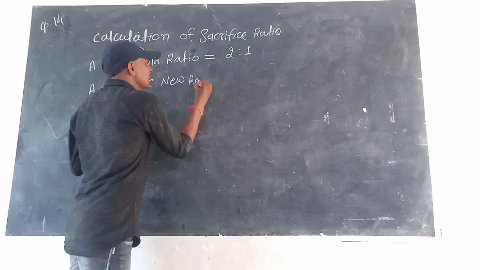 Q.14
Calculation of Sacrifice Ratio
A Ratio = 2:1
A New Ra